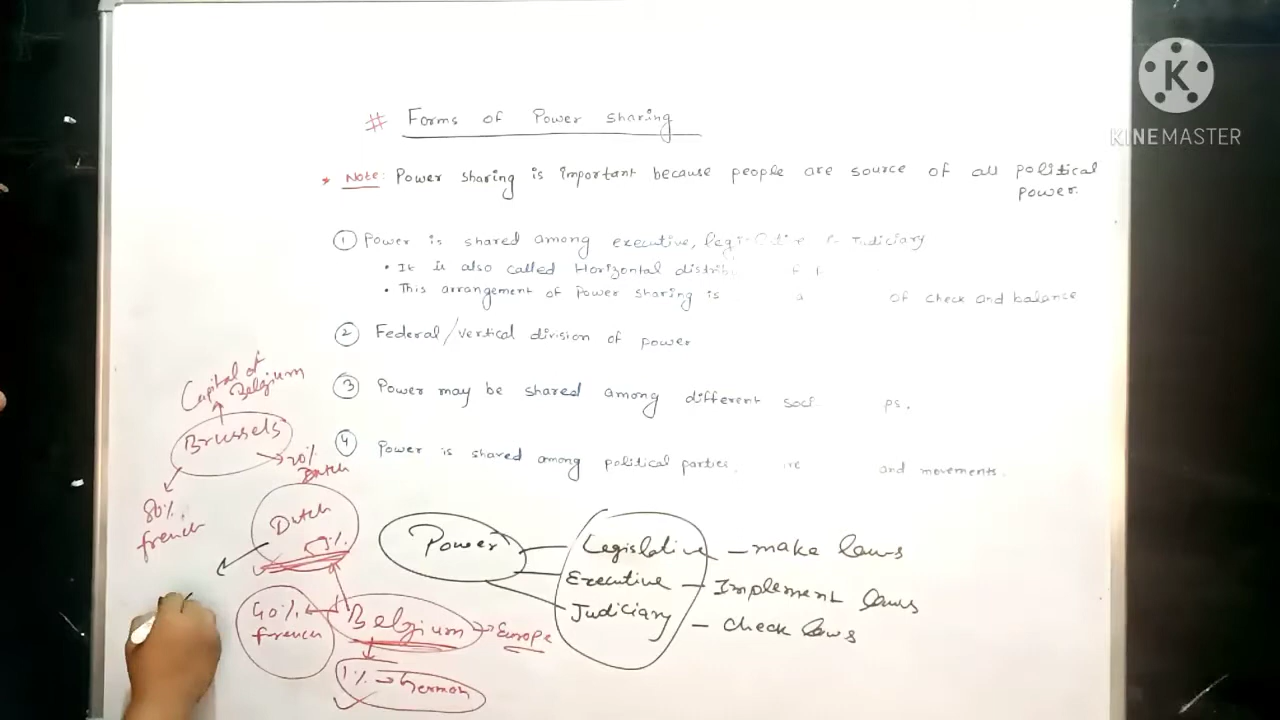 # Forms of Power sharing
* Note: Power sharing is important because people are source of all political
power.
① Power is shared among executive, & Judiciary
• It is also called Horizontal
• This arrangement of Power sharing is of check and balance
② Federal/vertical division of power
③ Power may be shared among different
④ Power is shared among political parties, and movements.
Capital of
Belgium
Brussels
20%
Dutch
80%
french
Dutch
Power
Legislative – make laws
Executive – Implement laws
Judiciary – check laws
40%
french
Belgium → Europe
1% → German
KINEMASTER